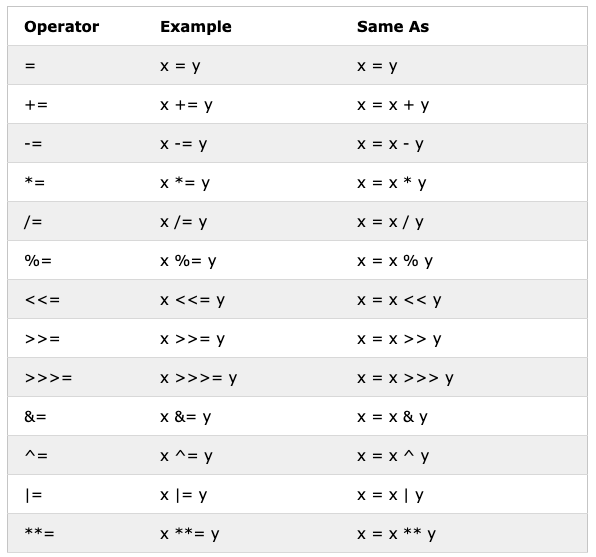 Operator Example Same As
= x = y x = y
+= x += y x = x + y
-= x -= y x = x - y
*= x *= y x = x * y
/= x /= y x = x / y
%= x %= y x = x % y
<<= x <<= y x = x << y
>>= x >>= y x = x >> y
>>>= x >>>= y x = x >>> y
&= x &= y x = x & y
^= x ^= y x = x ^ y
|= x |= y x = x | y
**= x **= y x = x ** y